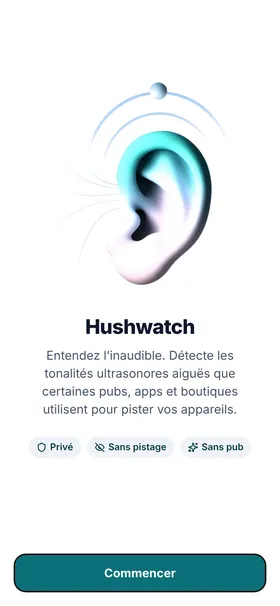 Hushwatch
Entendez l'inaudible. Détecte les
tonalités ultrasonores aiguës que
certaines pubs, apps et boutiques
utilisent pour pister vos appareils.
Privé
Sans pistage
Sans pub
Commencer